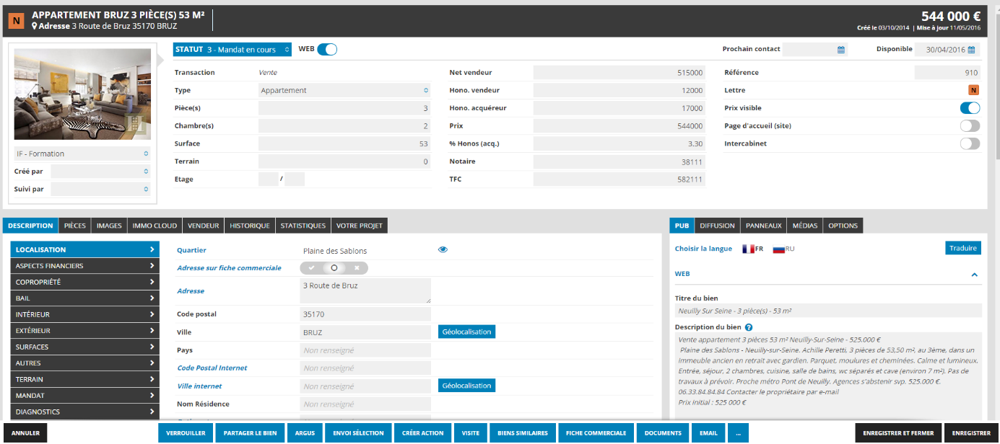 N APPARTEMENT BRUZ 3 PIÈCE(S) 53 M² 544 000 €
Adresse 3 Route de Bruz 35170 BRUZ Créé le 03/10/2014 | Mise à jour 11/05/2016
STATUT 3 - Mandat en cours WEB Prochain contact Disponible 30/04/2016
Transaction Vente Net vendeur 515000 Référence 910
Type Appartement Hono. vendeur 12000 Lettre N
Pièce(s) 3 Hono. acquéreur 17000 Prix visible
Chambre(s) 2 Prix 544000 Page d'accueil (site)
Surface 53 % Honos (acq.) 3.30 Intercabinet
IF - Formation
Terrain 0 Notaire 38111
Créé par
Etage / TFC 582111
Suivi par
DESCRIPTION PIÈCES IMAGES IMMO CLOUD VENDEUR HISTORIQUE STATISTIQUES VOTRE PROJET
LOCALISATION
ASPECTS FINANCIERS
COPROPRIÉTÉ
BAIL
INTÉRIEUR
EXTÉRIEUR
SURFACES
AUTRES
TERRAIN
MANDAT
DIAGNOSTICS
Quartier Plaine des Sablons
Adresse sur fiche commerciale
Adresse 3 Route de Bruz
Code postal 35170
Ville BRUZ Géolocalisation
Pays Non renseigné
Code Postal Internet Non renseigné
Ville internet Non renseigné Géolocalisation
Nom Résidence Non renseigné
PUB DIFFUSION PANNEAUX MÉDIAS OPTIONS
Choisir la langue FR RU Traduire
WEB
Titre du bien
Neuilly Sur Seine - 3 pièce(s) - 53 m²
Description du bien ?
Vente appartement 3 pièces 53 m² Neuilly-Sur-Seine - 525.000 €
Plaine des Sablons - Neuilly-sur-Seine. Achille Peretti, 3 pièces de 53,50 m², au 3ème, dans un
immeuble ancien en retrait avec gardien. Parquet, moulures et cheminées. Calme et lumineux.
Entrée, séjour, 2 chambres, cuisine, salle de bains, wc séparés et cave (environ 7 m²). Pas de
travaux à prévoir. Proche métro Pont de Neuilly. Agences s'abstenir svp. 525.000 €.
06.33.84.84.84 Contacter le propriétaire par e-mail
Prix initial : 525 000 €
ANNULER VERROUILLER PARTAGER LE BIEN ARGUS ENVOI SÉLECTION CRÉER ACTION VISITE BIENS SIMILAIRES FICHE COMMERCIALE DOCUMENTS EMAIL ... ENREGISTRER ET FERMER ENREGISTRER